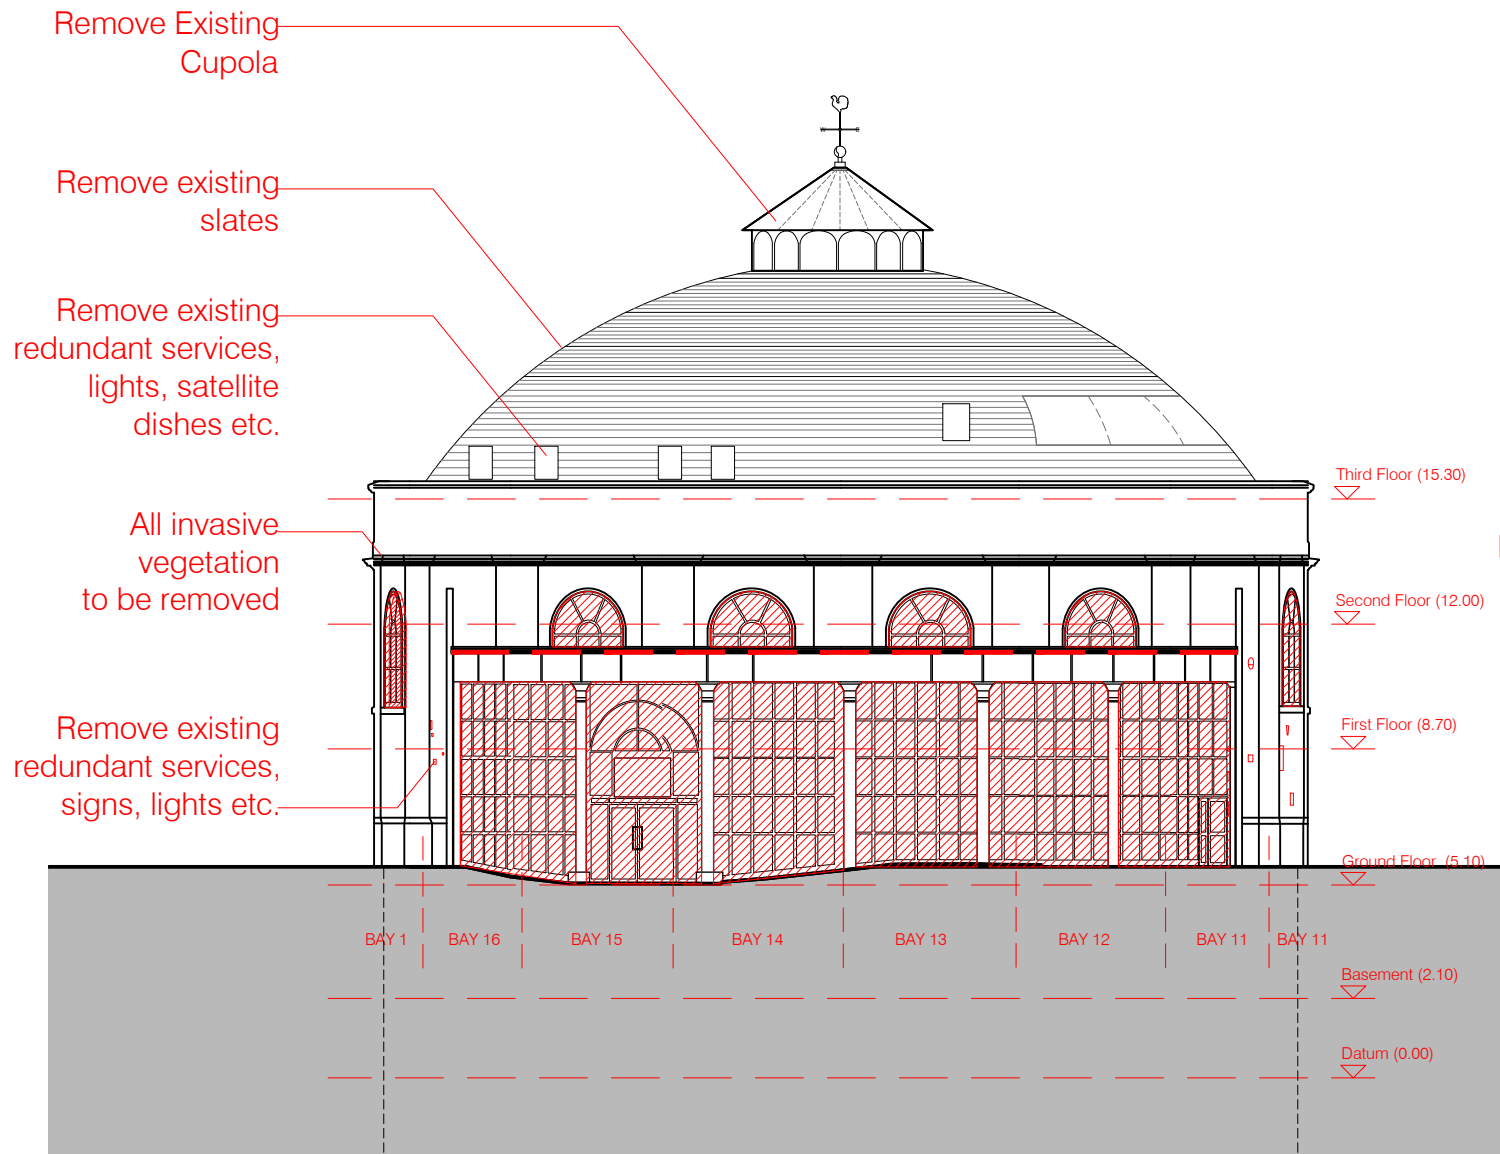 Remove Existing
Cupola
Remove existing
slates
Remove existing
redundant services,
lights, satellite
dishes etc.
All invasive
vegetation
to be removed
Remove existing
redundant services,
signs, lights etc.
Third Floor (15.30)
Second Floor (12.00)
First Floor (8.70)
Ground Floor (5.10)
BAY 1
BAY 16
BAY 15
BAY 14
BAY 13
BAY 12
BAY 11
BAY 11
Basement (2.10)
Datum (0.00)